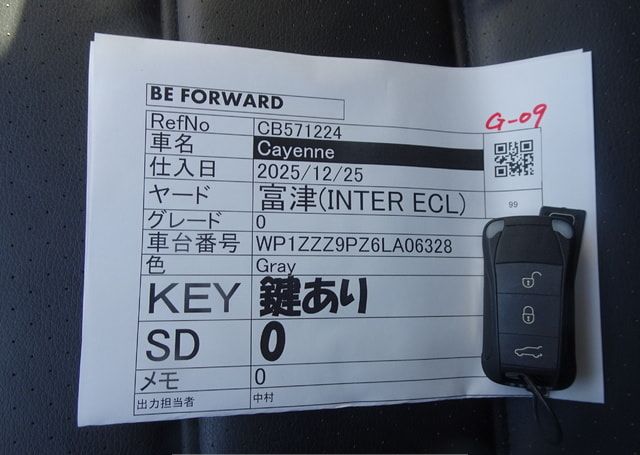 BE FORWARD
G-09
RefNo CB571224
車名 Cayenne
仕入日 2025/12/25
ヤード 富津(INTER ECL)
99
グレード 0
車台番号 WP1ZZZ9PZ6LA06328
色 Gray
KEY 鍵あり
SD 0
メモ 0
出力担当者 中村